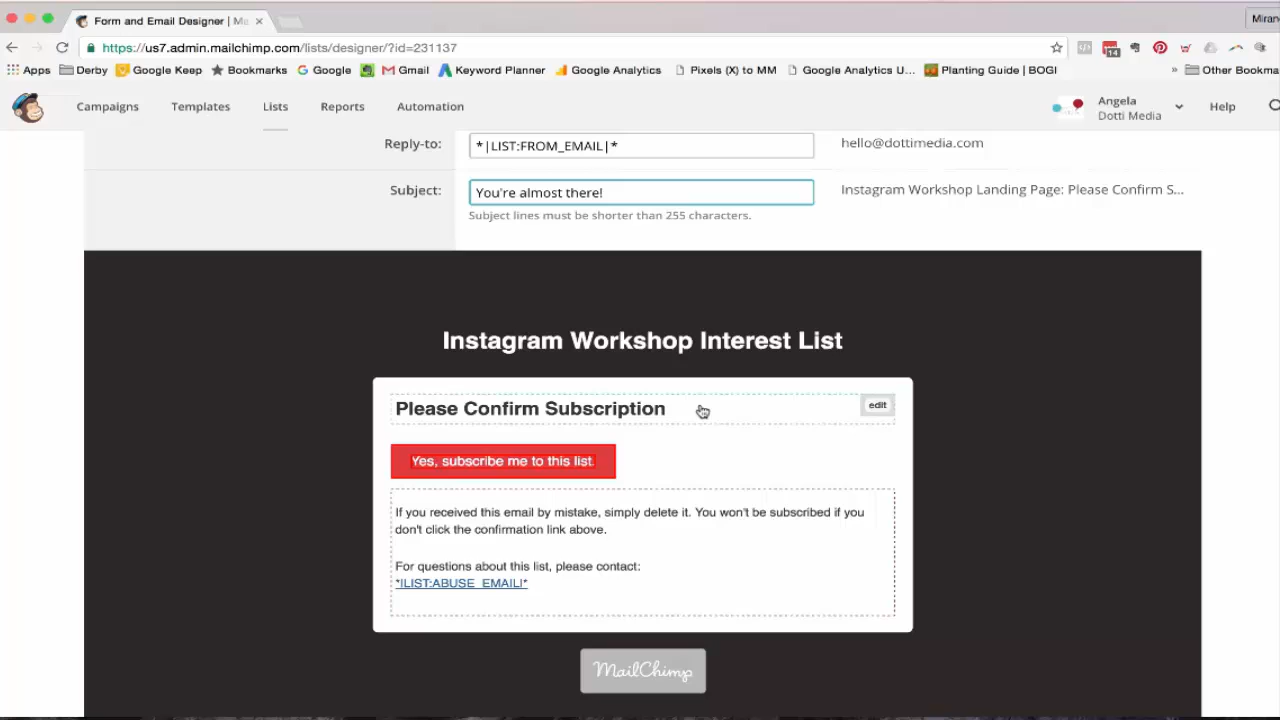 Form and Email Designer | Me
Miran
https://us7.admin.mailchimp.com/lists/designer/?id=231137
14
Apps Derby Google Keep Bookmarks Google Gmail Keyword Planner Google Analytics Pixels (X) to MM Google Analytics U... Planting Guide | BOGI » Other Bookma
Campaigns Templates Lists Reports Automation Angela Help
Dotti Media
Reply-to: *|LIST:FROM_EMAIL|* hello@dottimedia.com
Subject: You're almost there! Instagram Workshop Landing Page: Please Confirm S...
Subject lines must be shorter than 255 characters.
Instagram Workshop Interest List
Please Confirm Subscription edit
Yes, subscribe me to this list.
If you received this email by mistake, simply delete it. You won't be subscribed if you
don't click the confirmation link above.
For questions about this list, please contact:
*|LIST:ABUSE_EMAIL|*
MailChimp